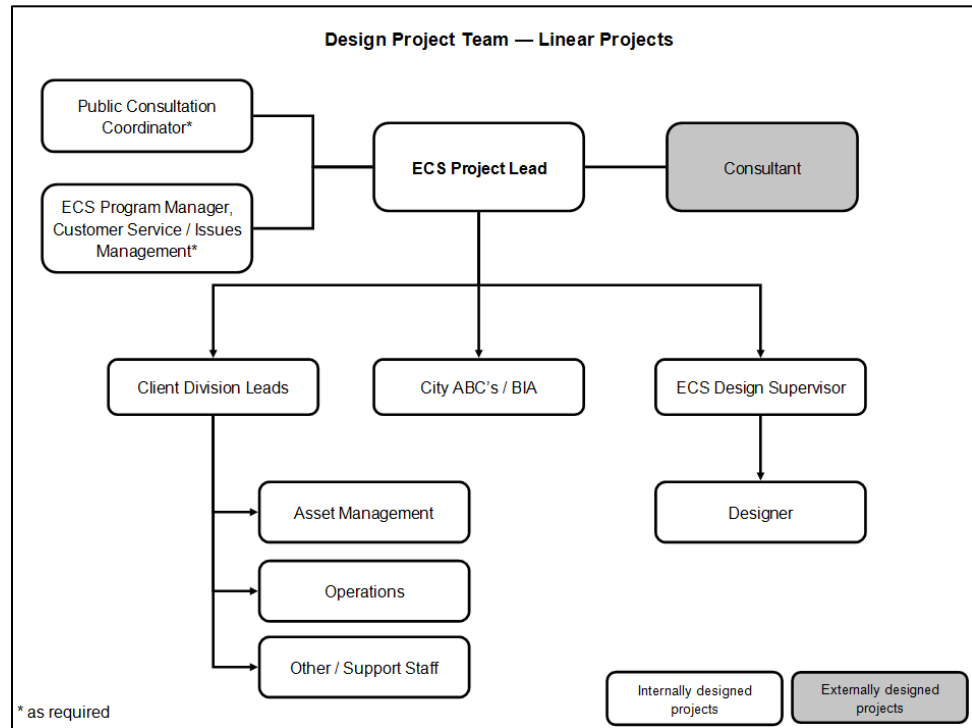 Design Project Team — Linear Projects
Public Consultation
Coordinator*
ECS Project Lead
Consultant
ECS Program Manager,
Customer Service / Issues
Management*
Client Division Leads
City ABC's / BIA
ECS Design Supervisor
Asset Management
Designer
Operations
Other / Support Staff
* as required
Internally designed
projects
Externally designed
projects